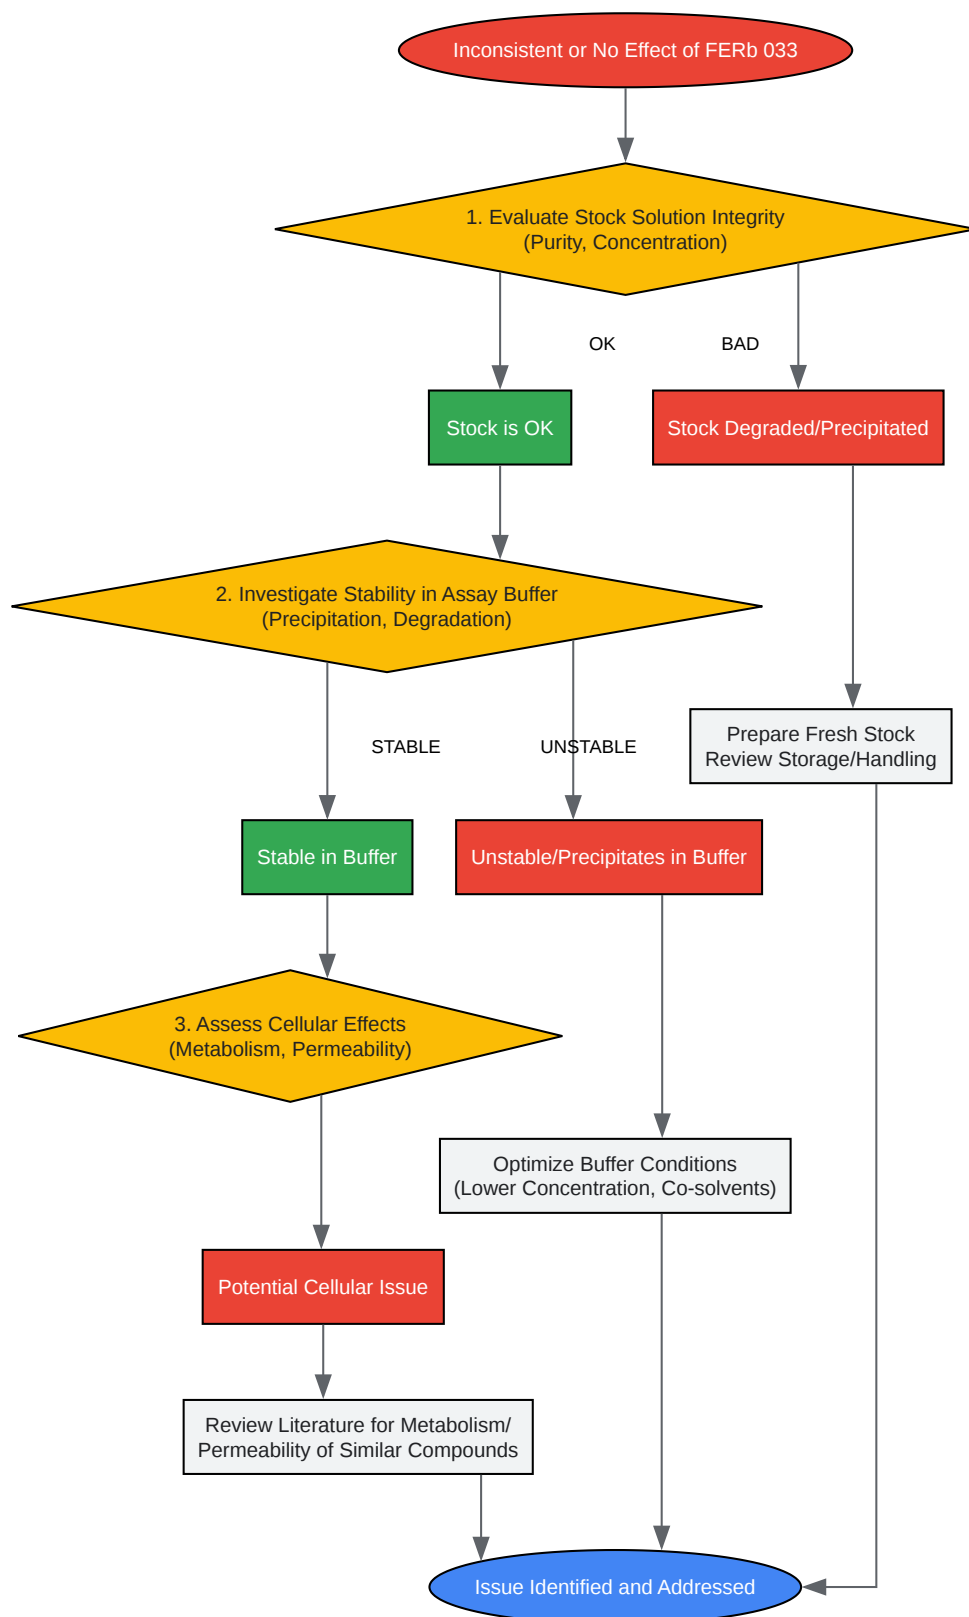 Inconsistent or No Effect of FERb 033
1. Evaluate Stock Solution Integrity
(Purity, Concentration)
OK
BAD
Stock is OK
Stock Degraded/Precipitated
2. Investigate Stability in Assay Buffer
(Precipitation, Degradation)
STABLE
UNSTABLE
Prepare Fresh Stock
Review Storage/Handling
Stable in Buffer
Unstable/Precipitates in Buffer
3. Assess Cellular Effects
(Metabolism, Permeability)
Optimize Buffer Conditions
(Lower Concentration, Co-solvents)
Potential Cellular Issue
Review Literature for Metabolism/
Permeability of Similar Compounds
Issue Identified and Addressed